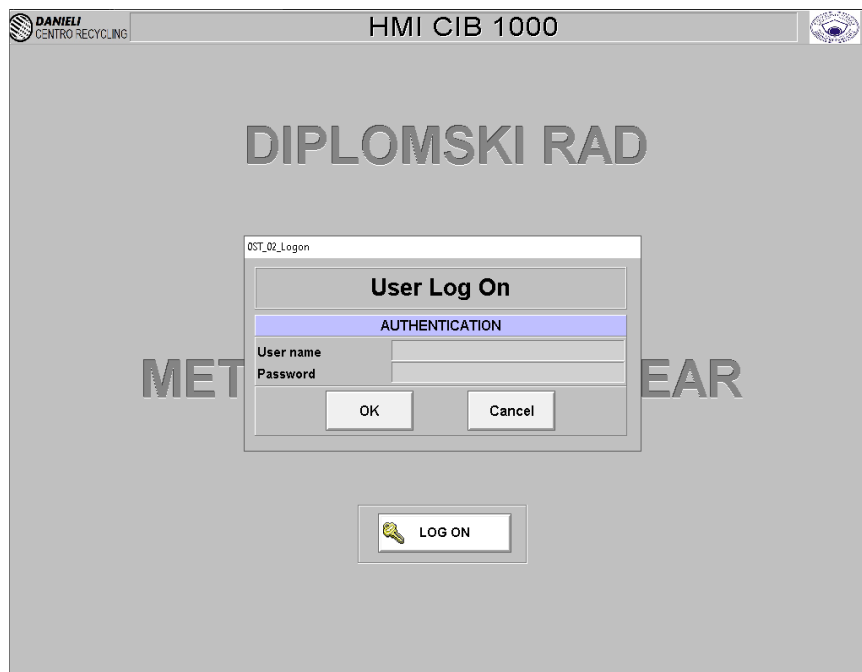 DANIELI
CENTRO RECYCLING
HMI CIB 1000
DIPLOMSKI RAD
0ST_02_Logon
User Log On
AUTHENTICATION
User name
Password
MET EAR
OK Cancel
LOG ON